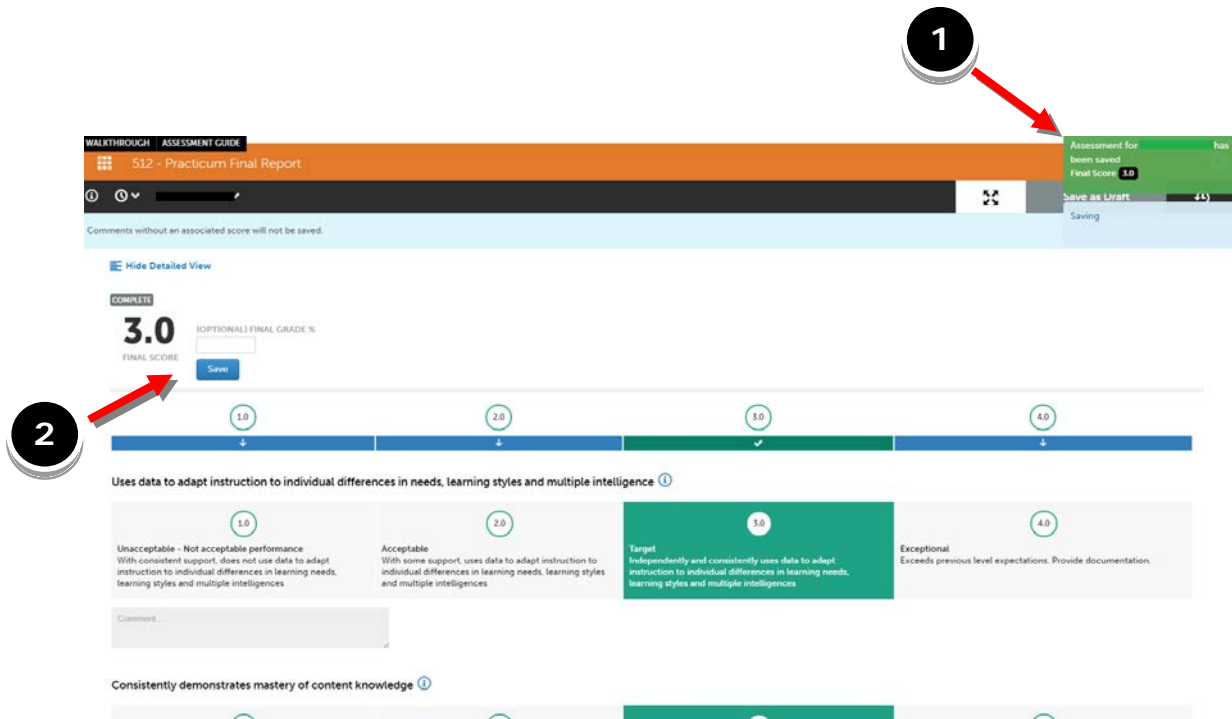 1
WALKTHROUGH ASSESSMENT GUIDE
512 - Practicum Final Report
Assessment for has
been saved
Final Score 3.0
Save as Draft
Saving
Comments without an associated score will not be saved.
Hide Detailed View
COMPLETE
3.0
FINAL SCORE
(OPTIONAL) FINAL GRADE %
Save
2
1.0 2.0 3.0 4.0
Uses data to adapt instruction to individual differences in needs, learning styles and multiple intelligence
1.0
Unacceptable - Not acceptable performance
With consistent support, does not use data to adapt
instruction to individual differences in learning needs,
learning styles and multiple intelligences
2.0
Acceptable
With some support, uses data to adapt instruction to
individual differences in learning needs, learning styles
and multiple intelligences
3.0
Target
Independently and consistently uses data to adapt
instruction to individual differences in learning needs,
learning styles and multiple intelligences
4.0
Exceptional
Exceeds previous level expectations. Provide documentation.
Comment...
Consistently demonstrates mastery of content knowledge